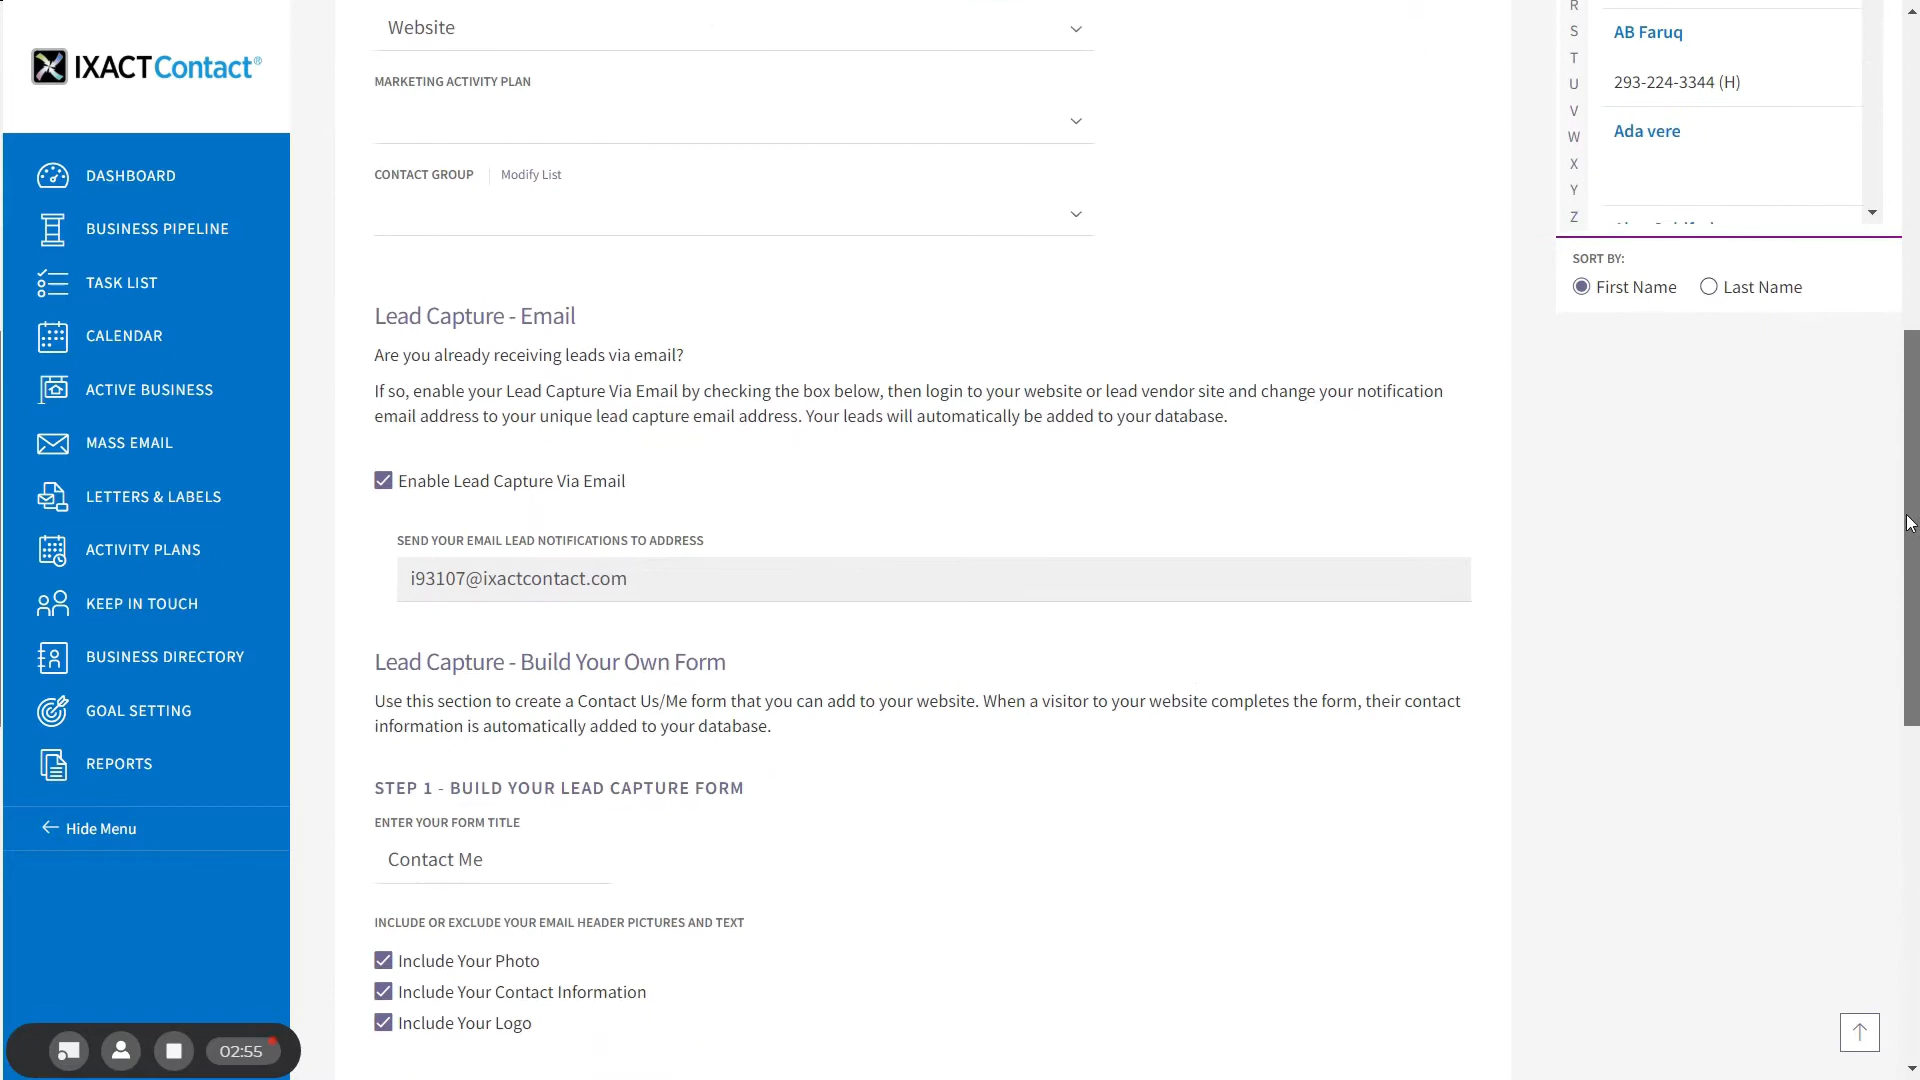 IXACTContact®
DASHBOARD
BUSINESS PIPELINE
TASK LIST
CALENDAR
ACTIVE BUSINESS
MASS EMAIL
LETTERS & LABELS
ACTIVITY PLANS
KEEP IN TOUCH
BUSINESS DIRECTORY
GOAL SETTING
REPORTS
Hide Menu
02:55
Website
MARKETING ACTIVITY PLAN
CONTACT GROUP
Modify List
Lead Capture - Email
Are you already receiving leads via email?
If so, enable your Lead Capture Via Email by checking the box below, then login to your website or lead vendor site and change your notification
email address to your unique lead capture email address. Your leads will automatically be added to your database.
Enable Lead Capture Via Email
SEND YOUR EMAIL LEAD NOTIFICATIONS TO ADDRESS
i93107@ixactcontact.com
Lead Capture - Build Your Own Form
Use this section to create a Contact Us/Me form that you can add to your website. When a visitor to your website completes the form, their contact
information is automatically added to your database.
STEP 1 - BUILD YOUR LEAD CAPTURE FORM
ENTER YOUR FORM TITLE
Contact Me
INCLUDE OR EXCLUDE YOUR EMAIL HEADER PICTURES AND TEXT
Include Your Photo
Include Your Contact Information
Include Your Logo
R
S
T
U
V
W
X
Y
Z
AB Faruq
293-224-3344 (H)
Ada vere
SORT BY:
First Name
Last Name